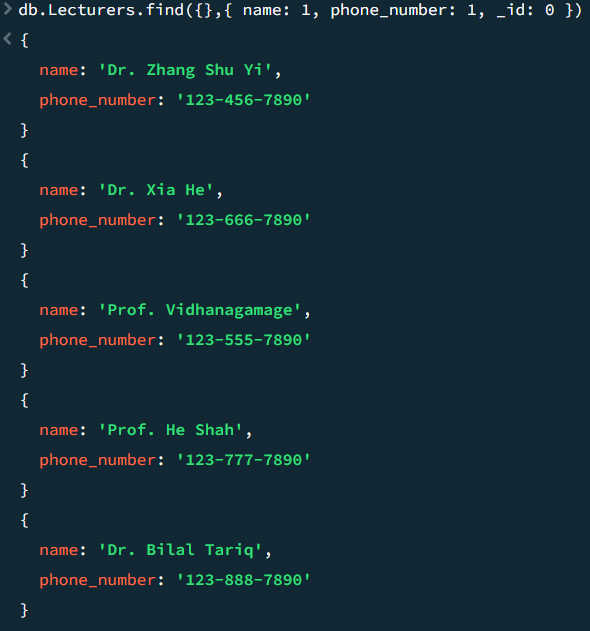 > db.Lecturers.find({},{ name: 1, phone_number: 1, _id: 0 })
< {
name: 'Dr. Zhang Shu Yi',
phone_number: '123-456-7890'
}
{
name: 'Dr. Xia He',
phone_number: '123-666-7890'
}
{
name: 'Prof. Vidhanagamage',
phone_number: '123-555-7890'
}
{
name: 'Prof. He Shah',
phone_number: '123-777-7890'
}
{
name: 'Dr. Bilal Tariq',
phone_number: '123-888-7890'
}